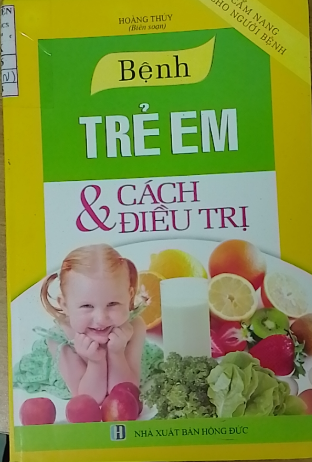 HOÀNG THÚY
(Biên soạn)
CẨM NANG
CHO NGƯỜI BỆNH
Bệnh
TRẺ EM
& CÁCH
ĐIỀU TRỊ
NHÀ XUẤT BẢN HỒNG ĐỨC